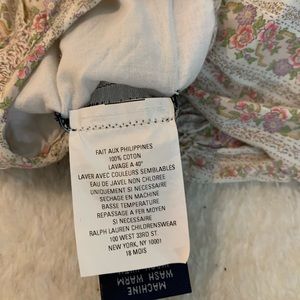 FAIT AUX PHILIPPINES
100% COTON
LAVAGE A 40°
LAVER AVEC COULEURS SEMBLABLES
EAU DE JAVEL NON CHLOREE
UNIQUEMENT SI NECESSAIRE
SECHAGE EN MACHINE
BASSE TEMPERATURE
REPASSAGE A FER MOYEN
SI NECESSAIRE
RALPH LAUREN CHILDRENSWEAR
100 WEST 33RD ST.
NEW YORK, NY 10001
18 MOIS
MACHINE
WASH WARM